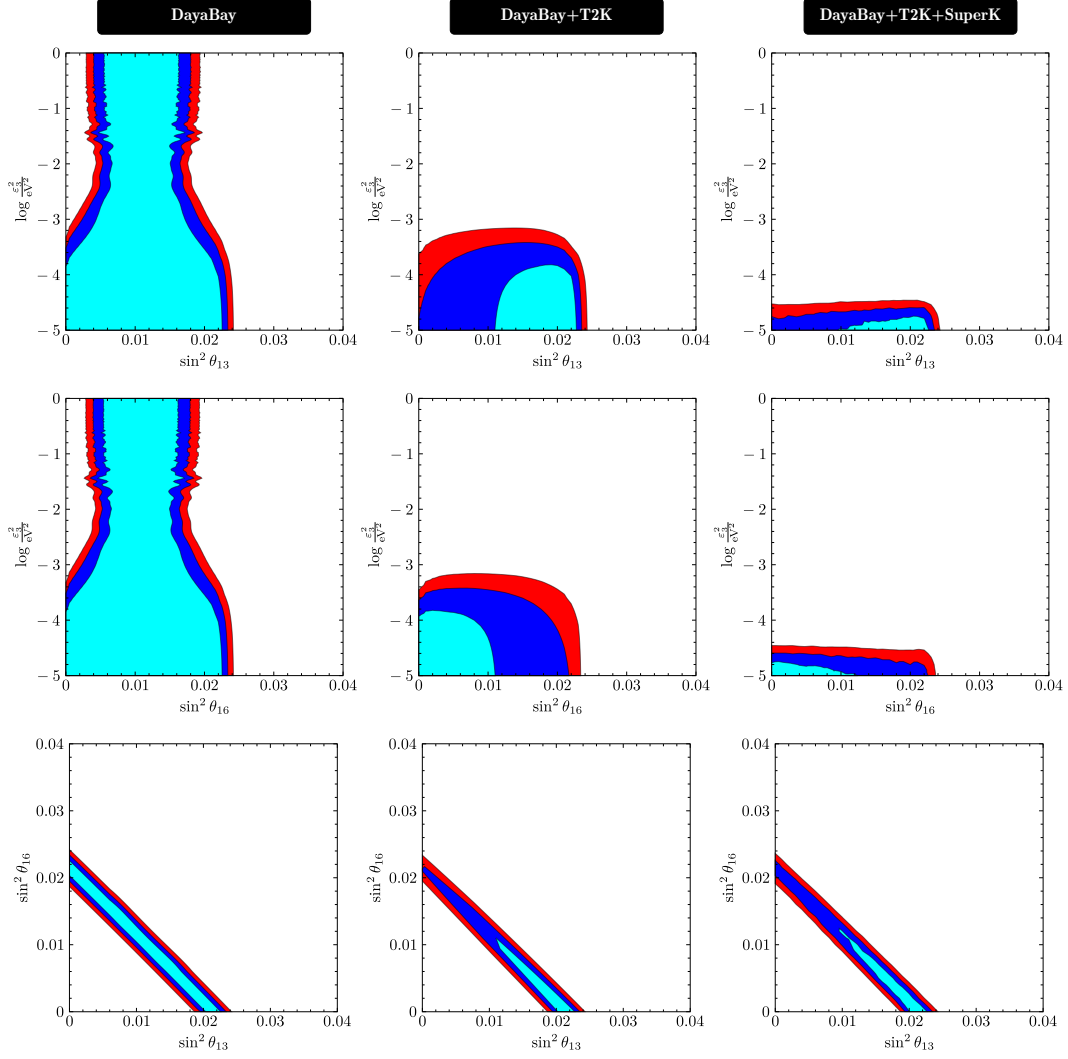 DayaBay DayaBay+T2K DayaBay+T2K+SuperK
0 0 0
−1 −1 −1
−2 −2 −2
−3 −3 −3
−4 −4 −4
−5 −5 −5
log ε₃²/eV² log ε₃²/eV² log ε₃²/eV²
0 0.01 0.02 0.03 0.04 0 0.01 0.02 0.03 0.04 0 0.01 0.02 0.03 0.04
sin² θ₁₃ sin² θ₁₃ sin² θ₁₃
0 0 0
−1 −1 −1
−2 −2 −2
−3 −3 −3
−4 −4 −4
−5 −5 −5
log ε₃²/eV² log ε₃²/eV² log ε₃²/eV²
0 0.01 0.02 0.03 0.04 0 0.01 0.02 0.03 0.04 0 0.01 0.02 0.03 0.04
sin² θ₁₆ sin² θ₁₆ sin² θ₁₆
0.04 0.04 0.04
0.03 0.03 0.03
0.02 0.02 0.02
0.01 0.01 0.01
0 0 0
sin² θ₁₆ sin² θ₁₆ sin² θ₁₆
0 0.01 0.02 0.03 0.04 0 0.01 0.02 0.03 0.04 0 0.01 0.02 0.03 0.04
sin² θ₁₃ sin² θ₁₃ sin² θ₁₃